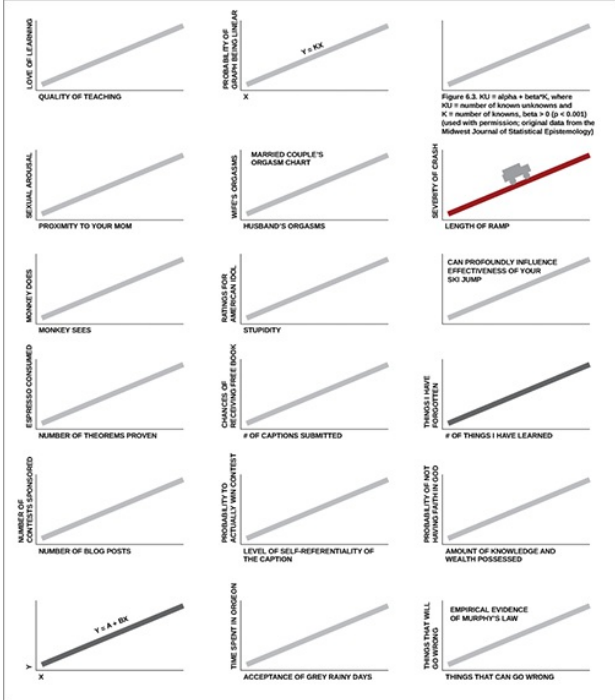 LOVE OF LEARNING
QUALITY OF TEACHING
PROBABILITY OF
GRAPH BEING LINEAR
Y = KX
X
Figure 6.3. KU = alpha + beta*K, where
KU = number of known unknowns and
K = number of knowns, beta > 0 (p < 0.001)
(used with permission; original data from the
Midwest Journal of Statistical Epistemology)
SEXUAL AROUSAL
PROXIMITY TO YOUR MOM
MARRIED COUPLE'S
ORGASM CHART
WIFE'S ORGASMS
HUSBAND'S ORGASMS
SEVERITY OF CRASH
LENGTH OF RAMP
MONKEY DOES
MONKEY SEES
RATINGS FOR
AMERICAN IDOL
STUPIDITY
CAN PROFOUNDLY INFLUENCE
EFFECTIVENESS OF YOUR
SKI JUMP
ESPRESSO CONSUMED
NUMBER OF THEOREMS PROVEN
CHANCES OF
RECEIVING FREE BOOK
# OF CAPTIONS SUBMITTED
THINGS I HAVE
FORGOTTEN
# OF THINGS I HAVE LEARNED
NUMBER OF
CONTESTS SPONSORED
NUMBER OF BLOG POSTS
PROBABILITY TO
ACTUALLY WIN CONTEST
LEVEL OF SELF-REFERENTIALITY OF
THE CAPTION
PROBABILITY OF NOT
HAVING FAITH IN GOD
AMOUNT OF KNOWLEDGE AND
WEALTH POSSESSED
Y = A + BX
Y
X
TIME SPENT IN ORGEON
ACCEPTANCE OF GREY RAINY DAYS
EMPIRICAL EVIDENCE
OF MURPHY'S LAW
THINGS THAT WILL
GO WRONG
THINGS THAT CAN GO WRONG